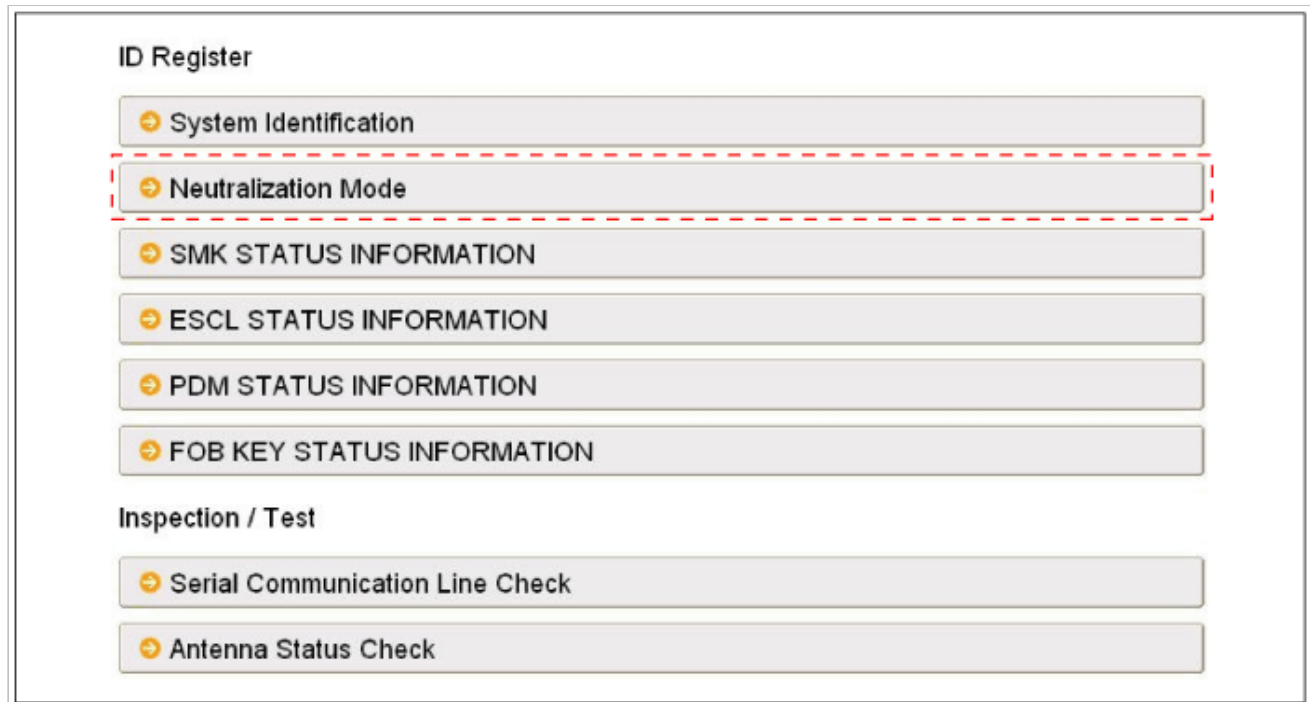 ID Register
System Identification
Neutralization Mode
SMK STATUS INFORMATION
ESCL STATUS INFORMATION
PDM STATUS INFORMATION
FOB KEY STATUS INFORMATION
Inspection / Test
Serial Communication Line Check
Antenna Status Check